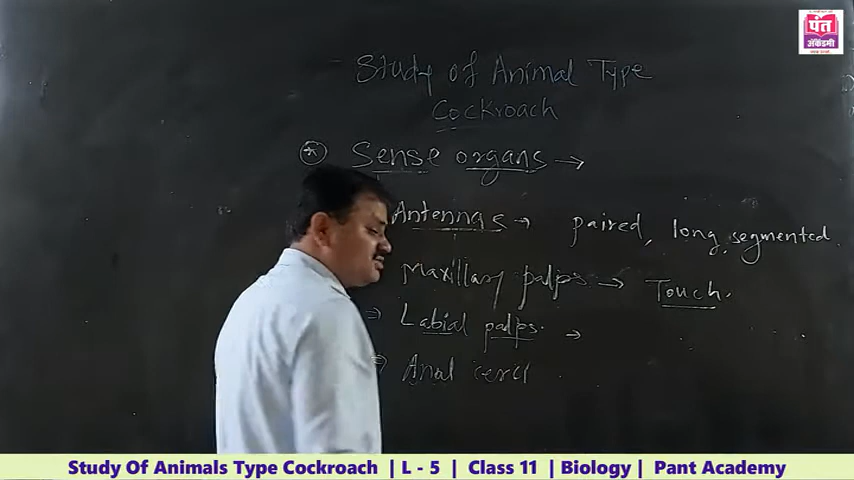 पंत
अ‍ॅकॅडमी
Study of Animal Type
Cockroach
* Sense organs →
Antennas → paired, long, segmented.
Maxillary palps → Touch.
⇒ Labial palps. →
⇒ Anal cerci
Study Of Animals Type Cockroach | L - 5 | Class 11 | Biology | Pant Academy